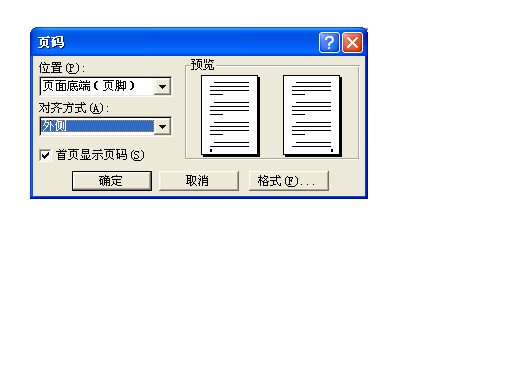 页码
位置(P):
页面底端(页脚)
对齐方式(A):
外侧
首页显示页码(S)
预览
确定
取消
格式(F)...